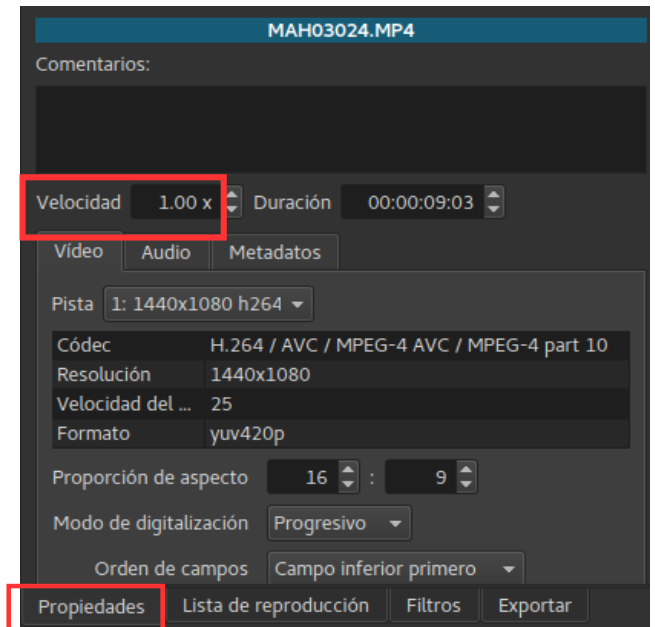 MAH03024.MP4
Comentarios:
Velocidad 1.00 x Duración 00:00:09:03
Vídeo Audio Metadatos
Pista 1: 1440x1080 h264
Códec H.264 / AVC / MPEG-4 AVC / MPEG-4 part 10
Resolución 1440x1080
Velocidad del ... 25
Formato yuv420p
Proporción de aspecto 16 : 9
Modo de digitalización Progresivo
Orden de campos Campo inferior primero
Propiedades Lista de reproducción Filtros Exportar